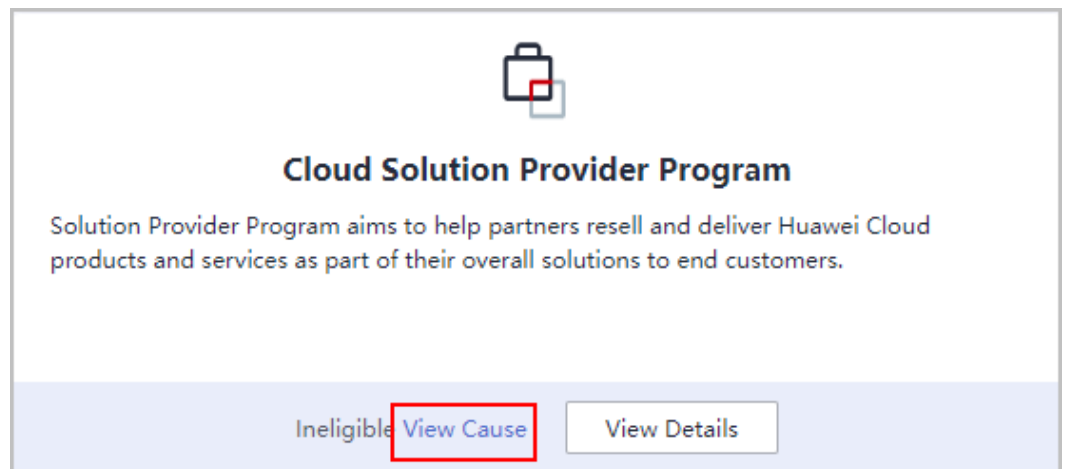 Cloud Solution Provider Program
Solution Provider Program aims to help partners resell and deliver Huawei Cloud
products and services as part of their overall solutions to end customers.
Ineligible View Cause View Details